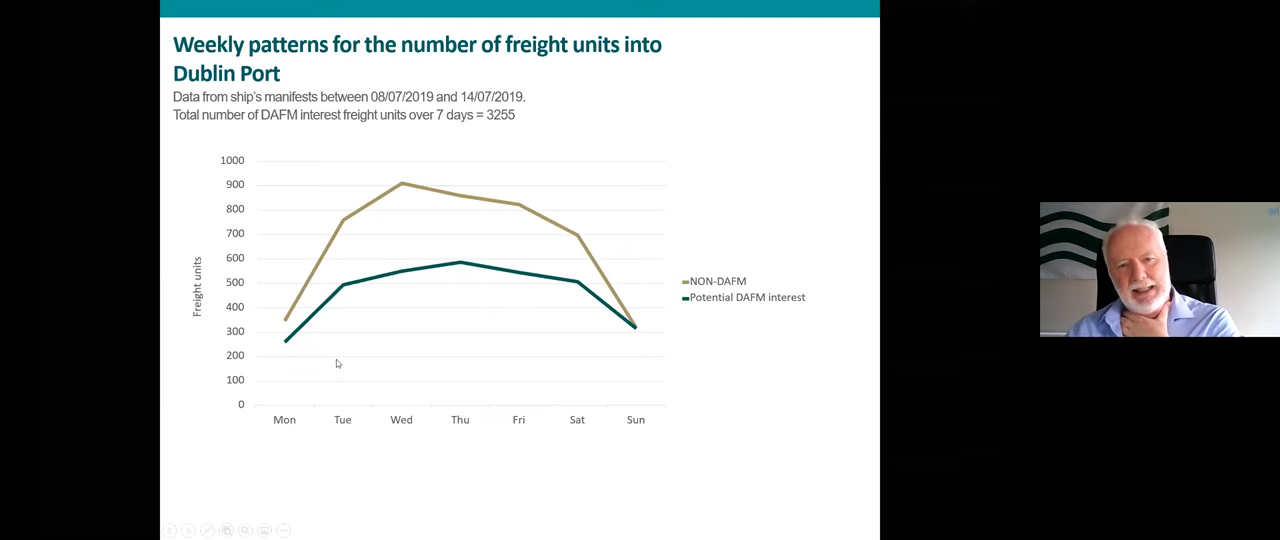 Weekly patterns for the number of freight units into
Dublin Port
Data from ship's manifests between 08/07/2019 and 14/07/2019.
Total number of DAFM interest freight units over 7 days = 3255
1000
900
800
700
600
500
400
300
200
100
0
Freight units
Mon Tue Wed Thu Fri Sat Sun
NON-DAFM
Potential DAFM interest